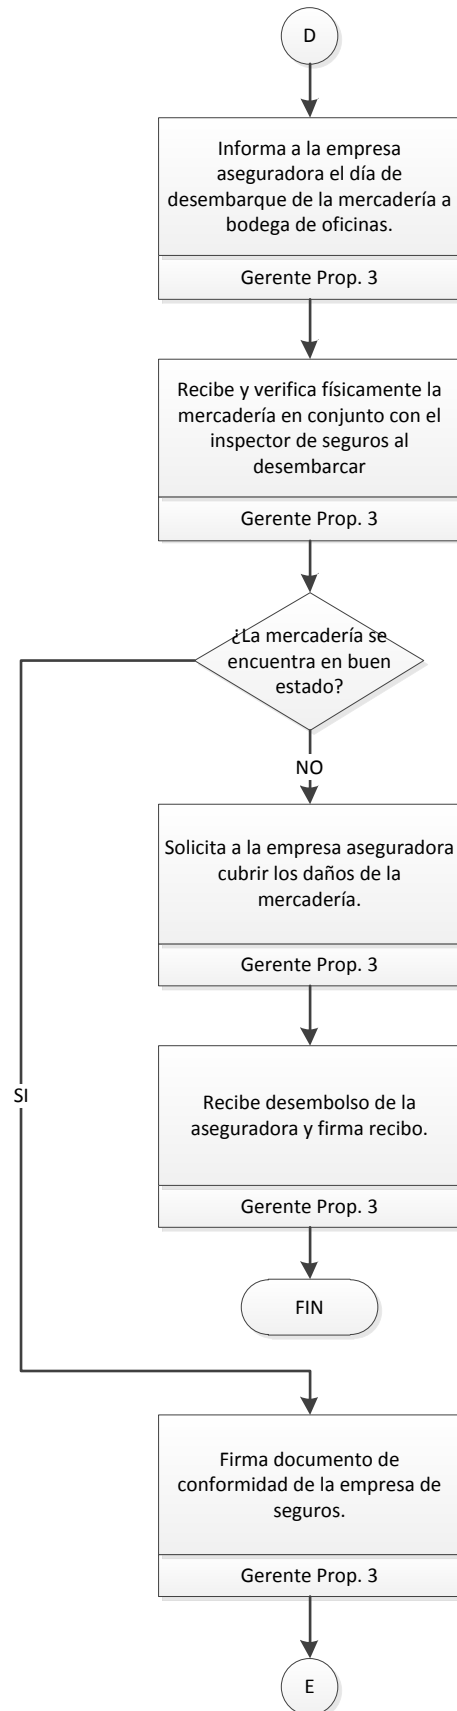 D
Informa a la empresa
aseguradora el día de
desembarque de la mercadería a
bodega de oficinas.
Gerente Prop. 3
Recibe y verifica físicamente la
mercadería en conjunto con el
inspector de seguros al
desembarcar
Gerente Prop. 3
¿La mercadería se
encuentra en buen
estado?
NO
Solicita a la empresa aseguradora
cubrir los daños de la
mercadería.
Gerente Prop. 3
Recibe desembolso de la
aseguradora y firma recibo.
Gerente Prop. 3
FIN
SI
Firma documento de
conformidad de la empresa de
seguros.
Gerente Prop. 3
E